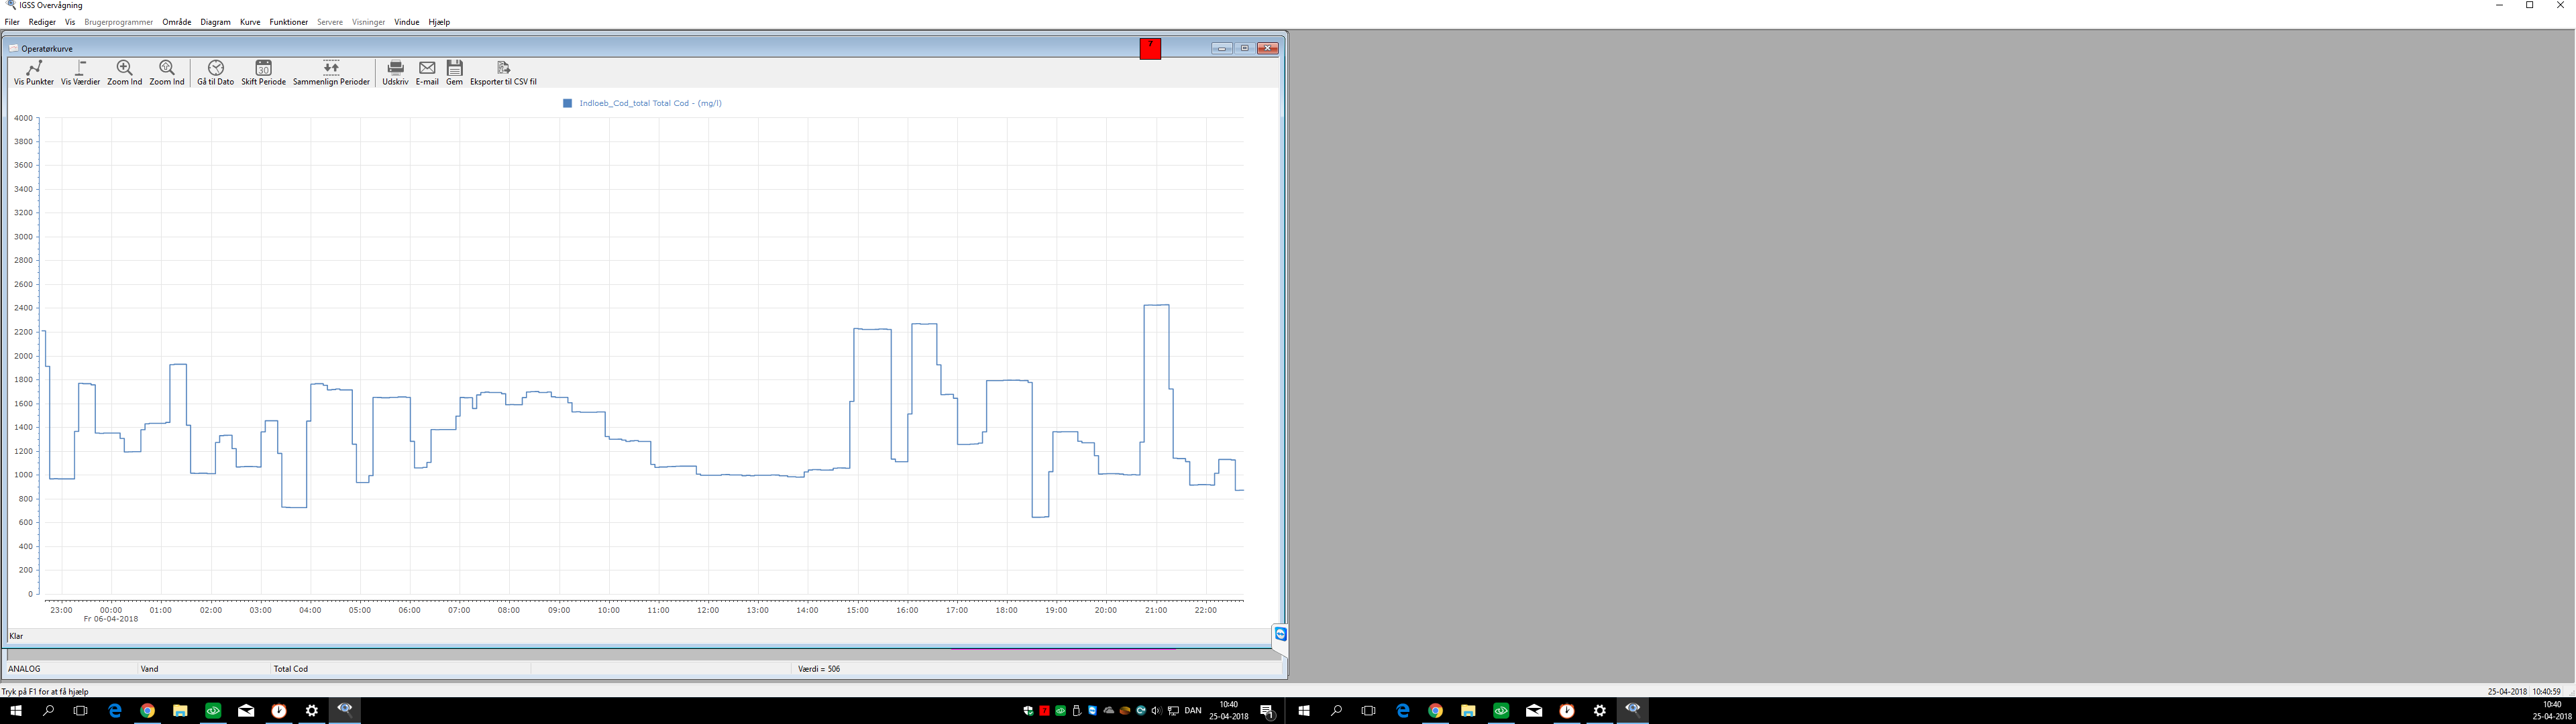 IGSS Overvågning
Filer Rediger Vis Brugerprogrammer Område Diagram Kurve Funktioner Servere Visninger Vindue Hjælp
Operatørkurve
7
Vis Punkter Vis Værdier Zoom Ind Zoom Ind Gå til Dato Skift Periode Sammenlign Perioder Udskriv E-mail Gem Eksporter til CSV fil
30
Indloeb_Cod_total Total Cod - (mg/l)
4000
3800
3600
3400
3200
3000
2800
2600
2400
2200
2000
1800
1600
1400
1200
1000
800
600
400
200
0
23:00 00:00 01:00 02:00 03:00 04:00 05:00 06:00 07:00 08:00 09:00 10:00 11:00 12:00 13:00 14:00 15:00 16:00 17:00 18:00 19:00 20:00 21:00 22:00
Fr 06-04-2018
Klar
ANALOG Vand Total Cod Værdi = 506
Tryk på F1 for at få hjælp 25-04-2018 10:40:59
DAN 10:40 1 10:40
25-04-2018 25-04-2018